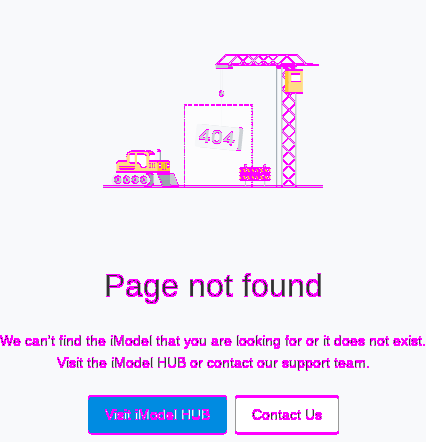 404
Page not found
We can't find the iModel that you are looking for or it does not exist.
Visit the iModel HUB or contact our support team.
Visit iModel HUB
Contact Us